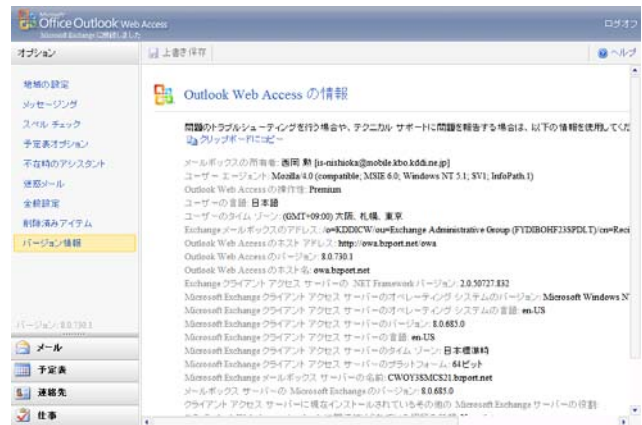 Microsoft
Office Outlook Web Access
Microsoft Exchange に接続しました
ログオフ
オプション
上書き保存
ヘルプ
地域の設定
メッセージング
スペル チェック
予定表オプション
不在時のアシスタント
迷惑メール
全般設定
削除済みアイテム
バージョン情報
バージョン: 8.0.730.1
メール
予定表
連絡先
仕事
Outlook Web Access の情報
問題のトラブルシューティングを行う場合や、テクニカル サポートに問題を報告する場合は、以下の情報を使用してくだ
クリップボードにコピー
メールボックスの所有者: 西岡 勲 [is-nishioka@mobile.kbo.kddi.ne.jp]
ユーザー エージェント: Mozilla/4.0 (compatible; MSIE 6.0; Windows NT 5.1; SV1; InfoPath.1)
Outlook Web Access の操作性: Premium
ユーザーの言語: 日本語
ユーザーのタイム ゾーン: (GMT+09:00) 大阪、札幌、東京
Exchange メールボックスのアドレス: /o=KDDICW/ou=Exchange Administrative Group (FYDIBOHF23SPDLT)/cn=Reci
Outlook Web Access のホスト アドレス: http://owa.bzport.net/owa
Outlook Web Access のバージョン: 8.0.730.1
Outlook Web Access のホスト名: owa.bzport.net
Exchange クライアント アクセス サーバーの .NET Framework バージョン: 2.0.50727.832
Microsoft Exchange クライアント アクセス サーバーのオペレーティング システムのバージョン: Microsoft Windows N
Microsoft Exchange クライアント アクセス サーバーのオペレーティング システムの言語: en-US
Microsoft Exchange クライアント アクセス サーバーのバージョン: 8.0.685.0
Microsoft Exchange クライアント アクセス サーバーの言語: en-US
Microsoft Exchange クライアント アクセス サーバーのタイム ゾーン: 日本標準時
Microsoft Exchange クライアント アクセス サーバーのプラットフォーム: 64ビット
Microsoft Exchange メールボックス サーバーの名前: CWOY3SMCS21.bzport.net
メールボックス サーバーの Microsoft Exchange のバージョン: 8.0.685.0
クライアント アクセス サーバーに現在インストールされているその他の Microsoft Exchange サーバーの役割: